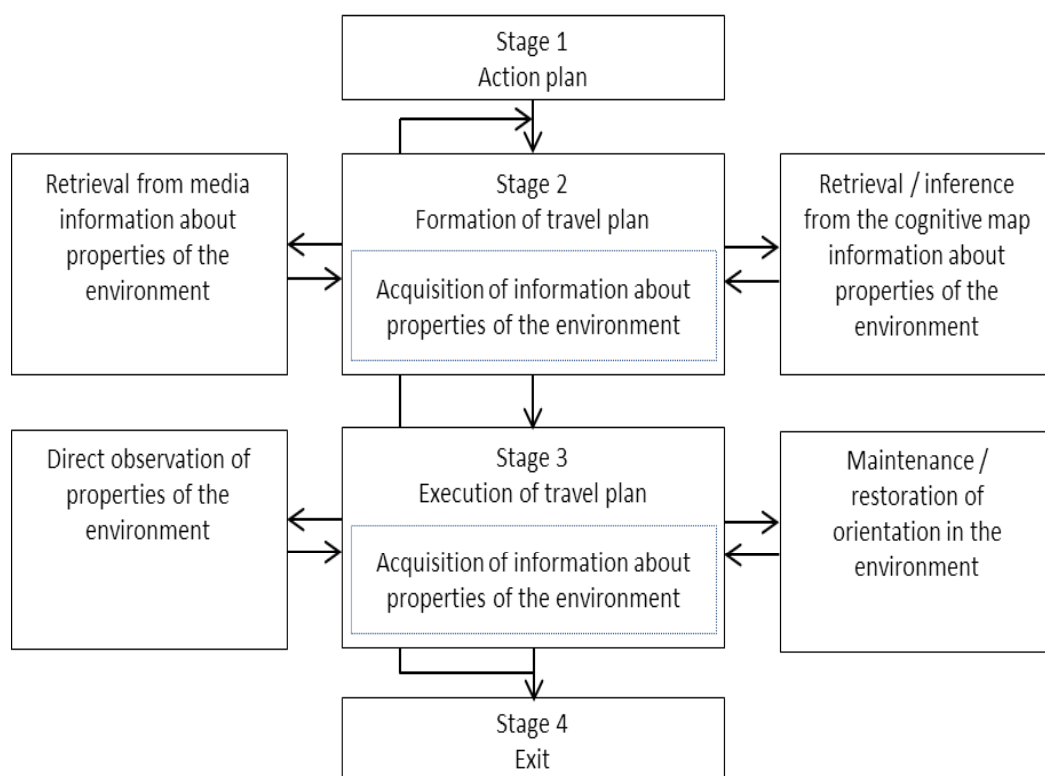 Stage 1
Action plan
Retrieval from media
information about
properties of the
environment
Stage 2
Formation of travel plan
Acquisition of information about
properties of the environment
Retrieval / inference
from the cognitive map
information about
properties of the
environment
Direct observation of
properties of the
environment
Stage 3
Execution of travel plan
Acquisition of information about
properties of the environment
Maintenance /
restoration of
orientation in the
environment
Stage 4
Exit